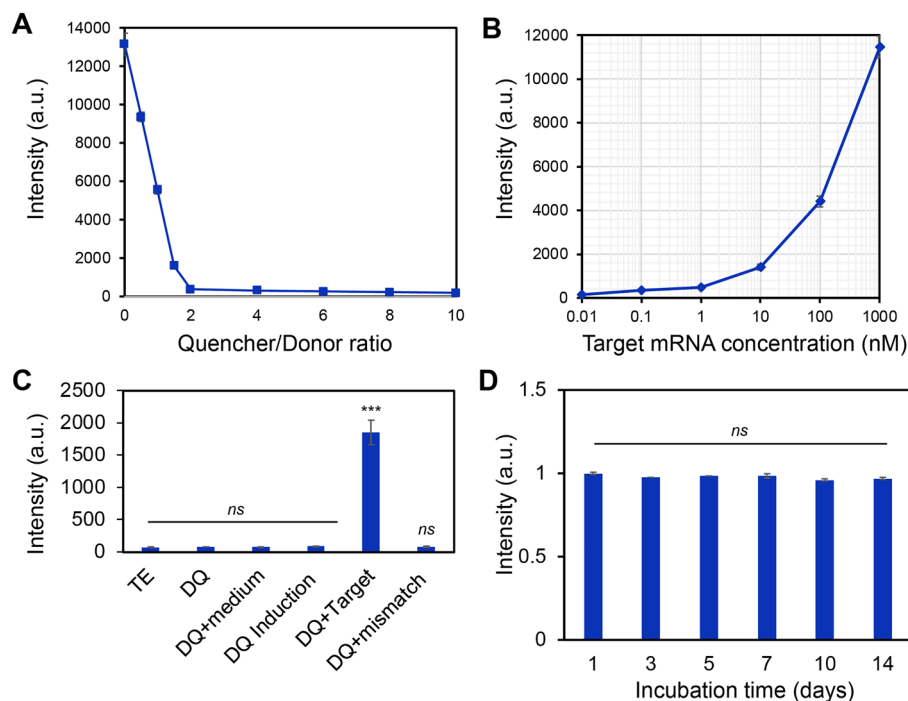 A
Intensity (a.u.)
14000
12000
10000
8000
6000
4000
2000
0
0 2 4 6 8 10
Quencher/Donor ratio
B
Intensity (a.u.)
12000
10000
8000
6000
4000
2000
0
0.01 0.1 1 10 100 1000
Target mRNA concentration (nM)
C
Intensity (a.u.)
2500
2000
1500
1000
500
0
ns
***
ns
TE
DQ
DQ+medium
DQ Induction
DQ+Target
DQ+mismatch
D
Intensity (a.u.)
1.5
1
0.5
0
ns
1 3 5 7 10 14
Incubation time (days)